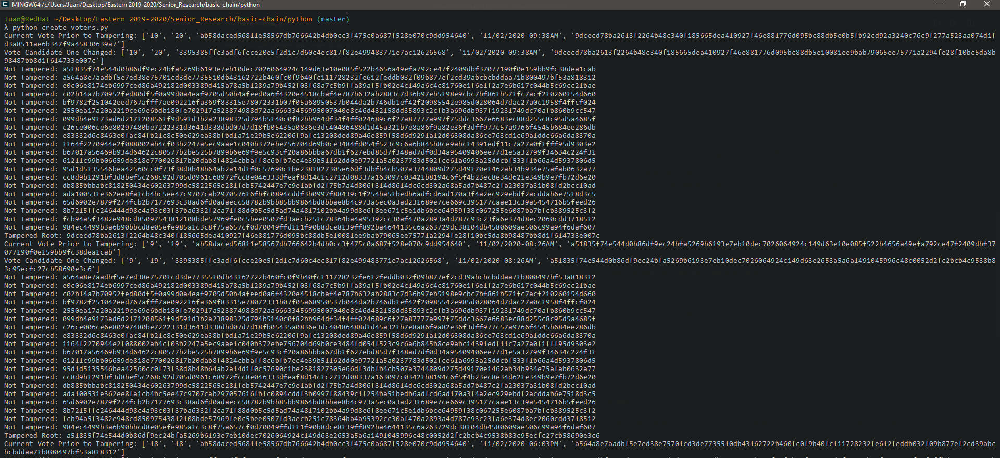 MINGW64:/c/Users/Juan/Desktop/Eastern 2019-2020/Senior_Research/basic-chain/python
Juan@RedHat ~/Desktop/Eastern 2019-2020/Senior_Research/basic-chain/python (master)
λ python create_voters.py
Current Vote Prior to Tampering: ['10', '20', 'ab58daced56811e58567db766642b4db0cc3f475c0a687f528e070c9dd954640', '11/02/2020-09:38AM', '9dcecd78ba2613f2264b48c340f185665dea410927f46e881776d095bc88db5e0b5fb92cd92a3240c76c9f277a523aa074d1f
d3a8511ae6b347f9a45830639a7']
Vote Candidate One Changed: ['10', '20', '3395385ffc3adf6fcce20e5f2d1c7d60c4ec817f82e499483771e7ac12626568', '11/02/2020-09:38AM', '9dcecd78ba2613f2264b48c340f185665dea410927f46e881776d095bc88db5e10081ee9bab79065ee75771a2294fe28f10bc5da8b
98487bb8d1f614733e007c']
Not Tampered: a51835f74e544d0b86df9ec24bfa5269b6193e7eb10dec7026064924c149d63e10e085f522b4656a49efa792ce47f2409dbf37077190f0e159bb9fc38dea1cab
Not Tampered: a564a8e7aadbf5e7ed38e75701cd3de7735510db43162722b460fc0f9b40fc111728232fe612feddb032f09b877ef2cd39abcbcbddaa71b800497bf53a818312
Not Tampered: e0c06e8174eb6997ced86a492182d003389d415a78a5b1289a79b452f03f68a7c5b9ffa89af5fb02e4c149a6c4c81760e1f6e1f2a7e6b617c044b5c69cc21bae
Not Tampered: c02b14a7b70952fed80df5f0a99d0a4eaf9705d50b4afeed0a6f4320e4518cbaf4e787b632ab2883c7d36b97eb5198e9cbc7bf861b571fc7acf210260154d660
Not Tampered: bf9782f251042eed767afff7ae092216fa369f83315e78072331b07f05a68950537b044da2b746db1ef42f20985542e985d028064d7dac27a0c1958f4ffcf024
Not Tampered: 2550ea17a20a2219ce69e6bdb180fe702917a523874988d72aa66633456995007040e8c46d432158dd35893c2cfb3a696db937f19231749dc70afb860b9cc547
Not Tampered: 099db4e9173ad6d2171208561f9d591d3b2a23898325d794b5140c0f82bb964df34f4ff024689c6f27a87777a997f75ddc3667e6683ec88d255c8c95d5a4685f
Not Tampered: c26ce006ce6e80297480be7222331d3641d338dbd07d7d18fb05435a0836e3dc40486488d1d45a321b7e8a86f9a82e36f3dff977c57a9766f4545b684ee286db
Not Tampered: e83332d6c8463e0fac84fb21c8c50e629ea38bfbd1a71e29b5e62206f9afc13208ded89a46e859f58d6d9291a12d06308da86ce763cd1c69a1ddc66a6da8370a
Not Tampered: 1164f2270944e2f088002ab4cf03b2247a5ec9aae1c040b372ebe756704d69b0ce3484fd054f523c9c6a6b845b8ce9abc14391edf11c7a27a0f1fff95d9303e2
Not Tampered: b67017a56469b934d64622c80577b2be525b7899b6e69f9e5c93cf20a86bbba67db1f627ebd85d7f348ad7df0d34a95409406ee77d1e5a32799f34634c224f31
Not Tampered: 61211c99bb06659de818e770026817b20dab8f4824cbbaff8c6bfb7ec4e39b51162dd0e97721a5a0237783d502fce61a6993a25ddcbf533f1b66a4d5937806d5
Not Tampered: 95d1d5135546bea42560cc0f73f38d8b48b64ab2a14d1f0c57690c1be2381827305e66df3dbfb4cb507a3744809d275d49170e1462ab34b934e75afab0632a77
Not Tampered: cc8d9b1291bf3d8bef5c268c92d705d0961c68972fcc8e046333dfeaf8d14c1c2712d08337a163097c03421b8194c6f5f4b23ec8e34d621e349b9e7fb72d6e20
Not Tampered: db885bbbabc818250434e60263799dc5822565e281feb5742447e7c9e1abfd2f75b7a4d806f314d8614dc6cd302a68a5ad7b487c2fa23037a31b08fd2bcc10ad
Not Tampered: ada100531e362ee8fa1cb4bc5ee47c9707cab297057616fbfc0894cddf3b0997f88439c1f254ba51bedb6adfcd6ad170a3f4a2ec929ebdf2acddab6e7518d3c5
Not Tampered: 65d6902e7879f274fcb2b7177693c38ad6fd0adaecc58782b9bb85bb9864bd8bbae8b4c973a5ec0a3ad231689e7ce669c395177caae13c39a5454716b5feed26
Not Tampered: 8b7215ffc246444d98c4a93c03f37ba6332f2ca71f88d0b5c5d5ad74a4817102bb4a99d8e6f8ee671c5e1db6bce64959f38c067255e6087ba7bfcb389525c3f2
Not Tampered: fcb94a5f3482e948cd85097543812108bde57969fe0c5bee0507fd3aecb251c78364ba4a95392cc30af470a2893a4d787c93c23fa6e374d8ec2060cdd3718512
Not Tampered: 984ec4499b3a6b90bbcd8e05efe985a1c3c8f75a657cf0d70049ffd111f90b8dce8139ff892ba4644135c6a263729dc38104db4580609ae506c99a94f6daf607
Tampered Root: 9dcecd78ba2613f2264b48c340f185665dea410927f46e881776d095bc88db5e10081ee9bab79065ee75771a2294fe28f10bc5da8b98487bb8d1f614733e007c
Current Vote Prior to Tampering: ['9', '19', 'ab58daced56811e58567db766642b4db0cc3f475c0a687f528e070c9dd954640', '11/02/2020-08:26AM', 'a51835f74e544d0b86df9ec24bfa5269b6193e7eb10dec7026064924c149d63e10e085f522b4656a49efa792ce47f2409dbf37
077190f0e159bb9fc38dea1cab']
Vote Candidate One Changed: ['9', '19', '3395385ffc3adf6fcce20e5f2d1c7d60c4ec817f82e499483771e7ac12626568', '11/02/2020-08:26AM', 'a51835f74e544d0b86df9ec24bfa5269b6193e7eb10dec7026064924c149d63e2653a5a6a1491045996c48c0052d2fc2bcb4c9538b8
3c95ecfc27cb58690e3c6']
Not Tampered: a564a8e7aadbf5e7ed38e75701cd3de7735510db43162722b460fc0f9b40fc111728232fe612feddb032f09b877ef2cd39abcbcbddaa71b800497bf53a818312
Not Tampered: e0c06e8174eb6997ced86a492182d003389d415a78a5b1289a79b452f03f68a7c5b9ffa89af5fb02e4c149a6c4c81760e1f6e1f2a7e6b617c044b5c69cc21bae
Not Tampered: c02b14a7b70952fed80df5f0a99d0a4eaf9705d50b4afeed0a6f4320e4518cbaf4e787b632ab2883c7d36b97eb5198e9cbc7bf861b571fc7acf210260154d660
Not Tampered: bf9782f251042eed767afff7ae092216fa369f83315e78072331b07f05a68950537b044da2b746db1ef42f20985542e985d028064d7dac27a0c1958f4ffcf024
Not Tampered: 2550ea17a20a2219ce69e6bdb180fe702917a523874988d72aa66633456995007040e8c46d432158dd35893c2cfb3a696db937f19231749dc70afb860b9cc547
Not Tampered: 099db4e9173ad6d2171208561f9d591d3b2a23898325d794b5140c0f82bb964df34f4ff024689c6f27a87777a997f75ddc3667e6683ec88d255c8c95d5a4685f
Not Tampered: c26ce006ce6e80297480be7222331d3641d338dbd07d7d18fb05435a0836e3dc40486488d1d45a321b7e8a86f9a82e36f3dff977c57a9766f4545b684ee286db
Not Tampered: e83332d6c8463e0fac84fb21c8c50e629ea38bfbd1a71e29b5e62206f9afc13208ded89a46e859f58d6d9291a12d06308da86ce763cd1c69a1ddc66a6da8370a
Not Tampered: 1164f2270944e2f088002ab4cf03b2247a5ec9aae1c040b372ebe756704d69b0ce3484fd054f523c9c6a6b845b8ce9abc14391edf11c7a27a0f1fff95d9303e2
Not Tampered: b67017a56469b934d64622c80577b2be525b7899b6e69f9e5c93cf20a86bbba67db1f627ebd85d7f348ad7df0d34a95409406ee77d1e5a32799f34634c224f31
Not Tampered: 61211c99bb06659de818e770026817b20dab8f4824cbbaff8c6bfb7ec4e39b51162dd0e97721a5a0237783d502fce61a6993a25ddcbf533f1b66a4d5937806d5
Not Tampered: 95d1d5135546bea42560cc0f73f38d8b48b64ab2a14d1f0c57690c1be2381827305e66df3dbfb4cb507a3744809d275d49170e1462ab34b934e75afab0632a77
Not Tampered: cc8d9b1291bf3d8bef5c268c92d705d0961c68972fcc8e046333dfeaf8d14c1c2712d08337a163097c03421b8194c6f5f4b23ec8e34d621e349b9e7fb72d6e20
Not Tampered: db885bbbabc818250434e60263799dc5822565e281feb5742447e7c9e1abfd2f75b7a4d806f314d8614dc6cd302a68a5ad7b487c2fa23037a31b08fd2bcc10ad
Not Tampered: ada100531e362ee8fa1cb4bc5ee47c9707cab297057616fbfc0894cddf3b0997f88439c1f254ba51bedb6adfcd6ad170a3f4a2ec929ebdf2acddab6e7518d3c5
Not Tampered: 65d6902e7879f274fcb2b7177693c38ad6fd0adaecc58782b9bb85bb9864bd8bbae8b4c973a5ec0a3ad231689e7ce669c395177caae13c39a5454716b5feed26
Not Tampered: 8b7215ffc246444d98c4a93c03f37ba6332f2ca71f88d0b5c5d5ad74a4817102bb4a99d8e6f8ee671c5e1db6bce64959f38c067255e6087ba7bfcb389525c3f2
Not Tampered: fcb94a5f3482e948cd85097543812108bde57969fe0c5bee0507fd3aecb251c78364ba4a95392cc30af470a2893a4d787c93c23fa6e374d8ec2060cdd3718512
Not Tampered: 984ec4499b3a6b90bbcd8e05efe985a1c3c8f75a657cf0d70049ffd111f90b8dce8139ff892ba4644135c6a263729dc38104db4580609ae506c99a94f6daf607
Tampered Root: a51835f74e544d0b86df9ec24bfa5269b6193e7eb10dec7026064924c149d63e2653a5a6a1491045996c48c0052d2fc2bcb4c9538b83c95ecfc27cb58690e3c6
Current Vote Prior to Tampering: ['18', '18', 'ab58daced56811e58567db766642b4db0cc3f475c0a687f528e070c9dd954640', '11/02/2020-06:03PM', 'a564a8e7aadbf5e7ed38e75701cd3de7735510db43162722b460fc0f9b40fc111728232fe612feddb032f09b877ef2cd39abc
bcbddaa71b800497bf53a818312']